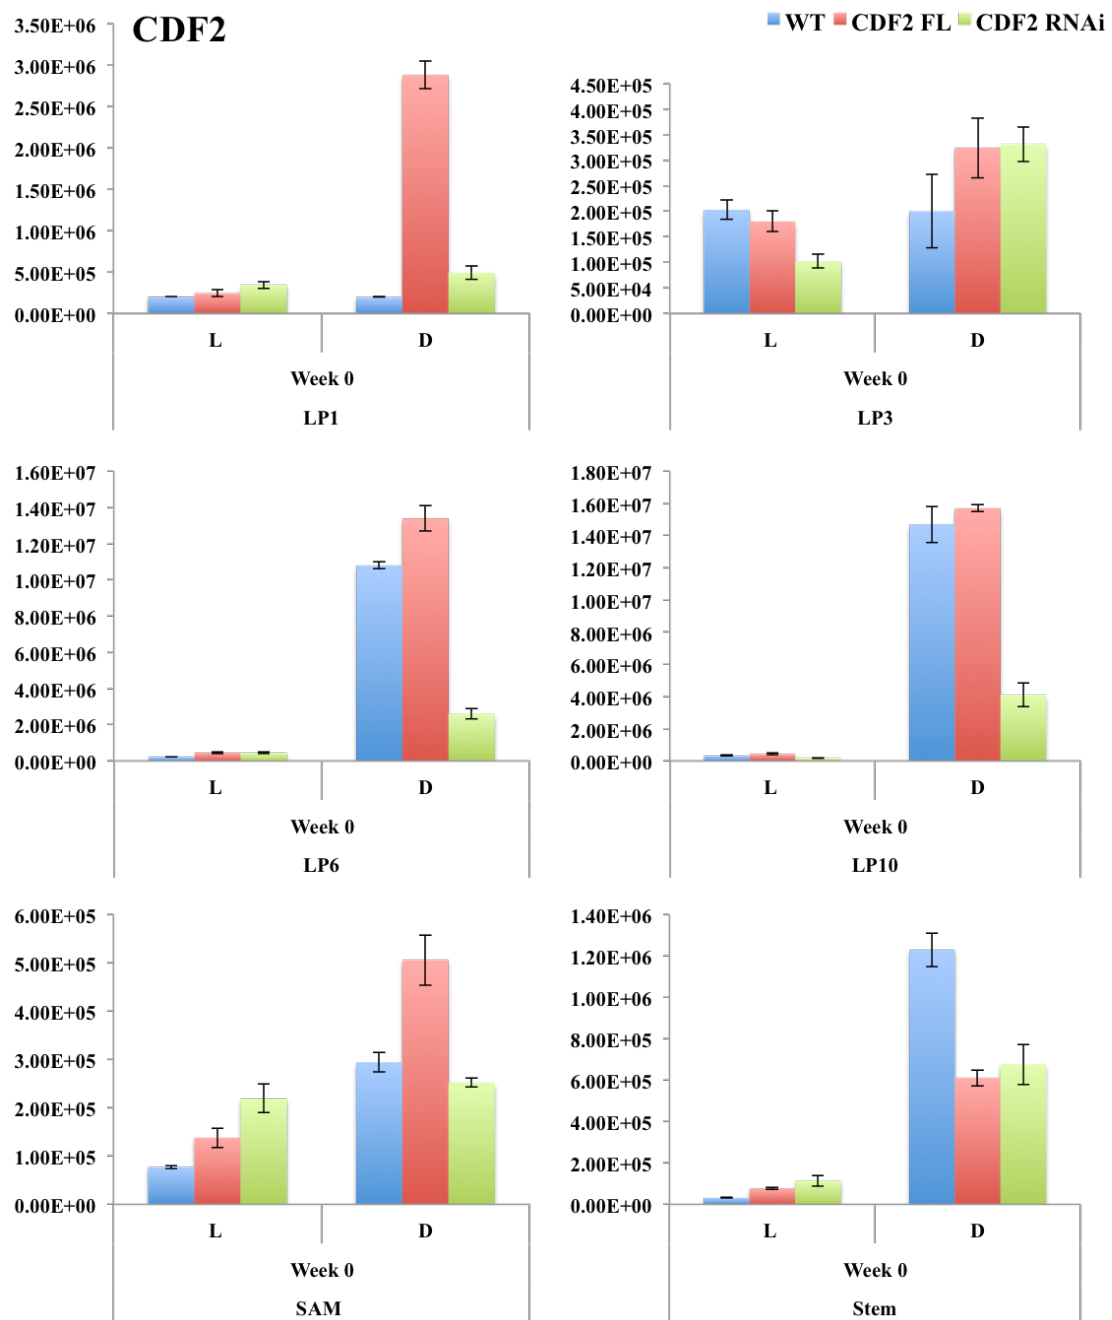 CDF2
WT CDF2 FL CDF2 RNAi
3.50E+06
3.00E+06
2.50E+06
2.00E+06
1.50E+06
1.00E+06
5.00E+05
0.00E+00
L D
Week 0
LP1
4.50E+05
4.00E+05
3.50E+05
3.00E+05
2.50E+05
2.00E+05
1.50E+05
1.00E+05
5.00E+04
0.00E+00
L D
Week 0
LP3
1.60E+07
1.40E+07
1.20E+07
1.00E+07
8.00E+06
6.00E+06
4.00E+06
2.00E+06
0.00E+00
L D
Week 0
LP6
1.80E+07
1.60E+07
1.40E+07
1.20E+07
1.00E+07
8.00E+06
6.00E+06
4.00E+06
2.00E+06
0.00E+00
L D
Week 0
LP10
6.00E+05
5.00E+05
4.00E+05
3.00E+05
2.00E+05
1.00E+05
0.00E+00
L D
Week 0
SAM
1.40E+06
1.20E+06
1.00E+06
8.00E+05
6.00E+05
4.00E+05
2.00E+05
0.00E+00
L D
Week 0
Stem